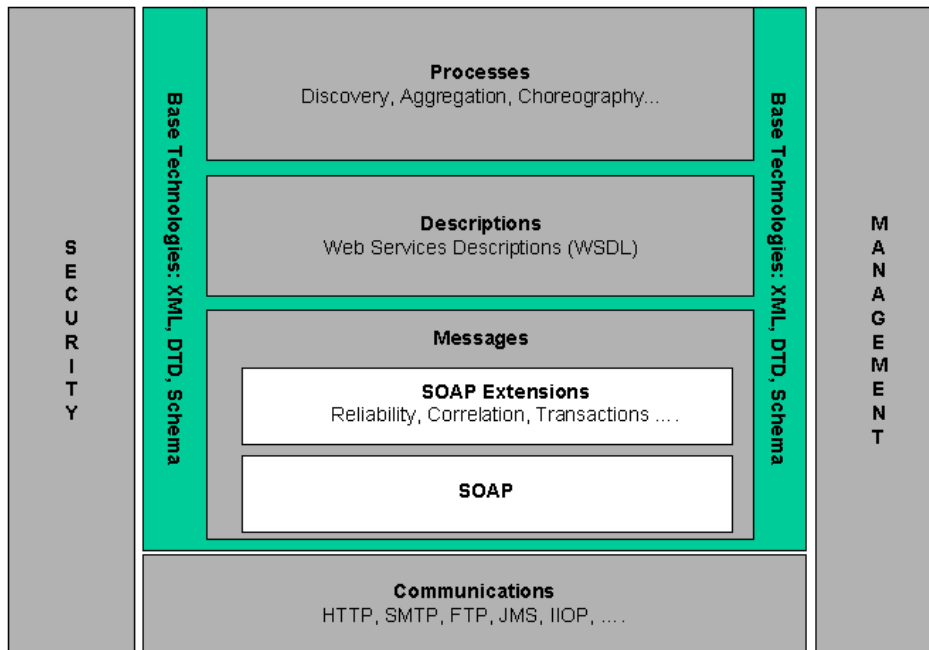 SECURITY
Base Technologies: XML, DTD, Schema
Processes
Discovery, Aggregation, Choreography...
Descriptions
Web Services Descriptions (WSDL)
Messages
SOAP Extensions
Reliability, Correlation, Transactions ....
SOAP
Base Technologies: XML, DTD, Schema
MANAGEMENT
Communications
HTTP, SMTP, FTP, JMS, IIOP, ....